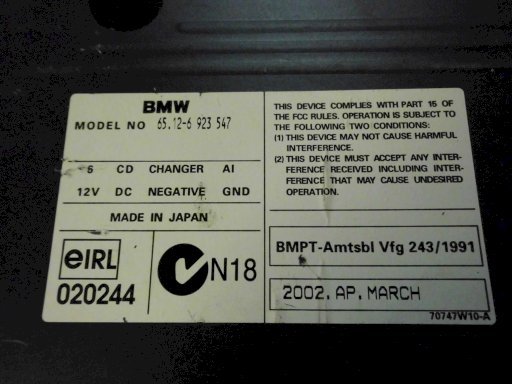 BMW
MODEL NO 65.12-6 923 547
6 CD CHANGER AI
12V DC NEGATIVE GND
MADE IN JAPAN
eIRL
020244
N18
THIS DEVICE COMPLIES WITH PART 15 OF
THE FCC RULES. OPERATION IS SUBJECT TO
THE FOLLOWING TWO CONDITIONS:
(1) THIS DEVICE MAY NOT CAUSE HARMFUL
INTERFERENCE.
(2) THIS DEVICE MUST ACCEPT ANY INTER-
FERENCE RECEIVED INCLUDING INTER-
FERENCE THAT MAY CAUSE UNDESIRED
OPERATION.
BMPT-Amtsbl Vfg 243/1991
2002. AP. MARCH
70747W10-A